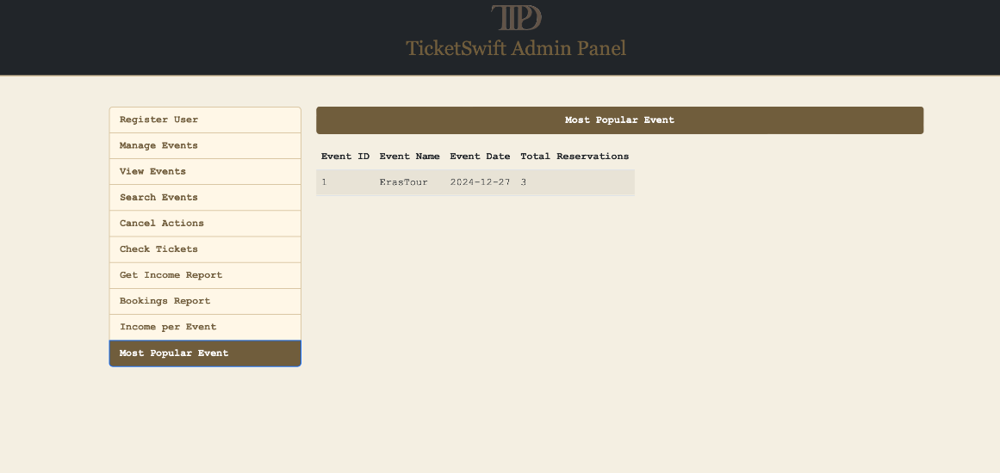 TicketSwift Admin Panel
Register User
Manage Events
View Events
Search Events
Cancel Actions
Check Tickets
Get Income Report
Bookings Report
Income per Event
Most Popular Event
Most Popular Event
Event ID Event Name Event Date Total Reservations
1 ErasTour 2024-12-27 3